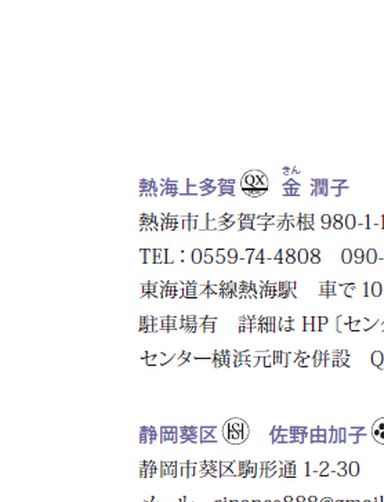 熱海上多賀 QX 金 潤子
きん
熱海市上多賀字赤根 980-1-1
TEL：0559-74-4808　090-
東海道本線熱海駅　車で 10
駐車場有　詳細は HP〔セン
センター横浜元町を併設　Q
静岡葵区　佐野由加子
静岡市葵区駒形通 1-2-30